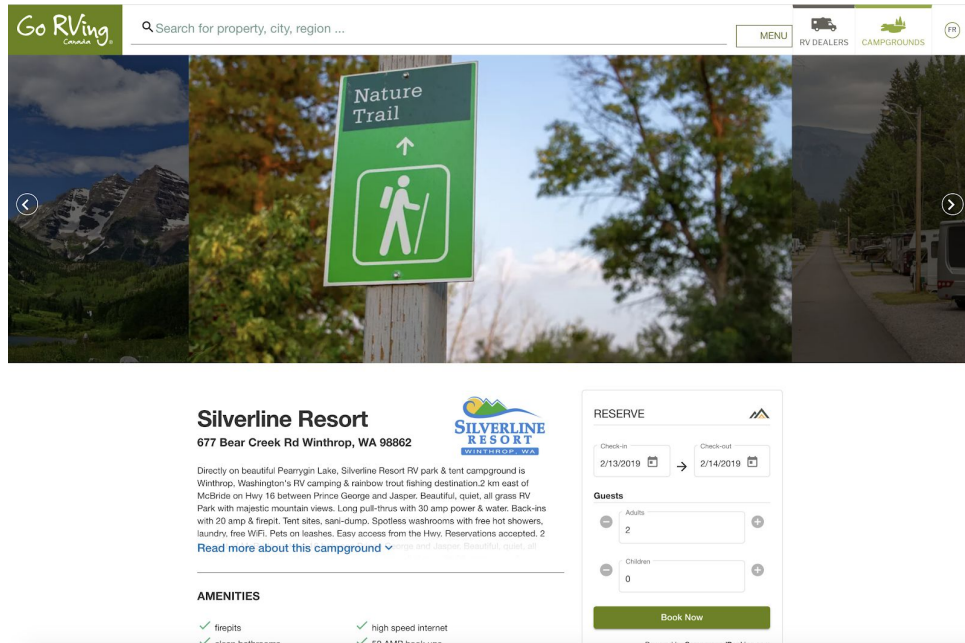 Go RVing
Canada
Search for property, city, region ...
MENU
RV DEALERS
CAMPGROUNDS
FR
Nature
Trail
Silverline Resort
677 Bear Creek Rd Winthrop, WA 98862
SILVERLINE
RESORT
WINTHROP, WA
Directly on beautiful Pearrygin Lake, Silverline Resort RV park & tent campground is
Winthrop, Washington's RV camping & rainbow trout fishing destination.2 km east of
McBride on Hwy 16 between Prince George and Jasper. Beautiful, quiet, all grass RV
Park with majestic mountain views. Long pull-thrus with 30 amp power & water. Back-ins
with 20 amp & firepit. Tent sites, sani-dump. Spotless washrooms with free hot showers,
laundry, free WiFi. Pets on leashes. Easy access from the Hwy. Reservations accepted. 2
Read more about this campground
AMENITIES
firepits
high speed internet
RESERVE
Check-in
2/13/2019
Check-out
2/14/2019
Guests
Adults
2
Children
0
Book Now